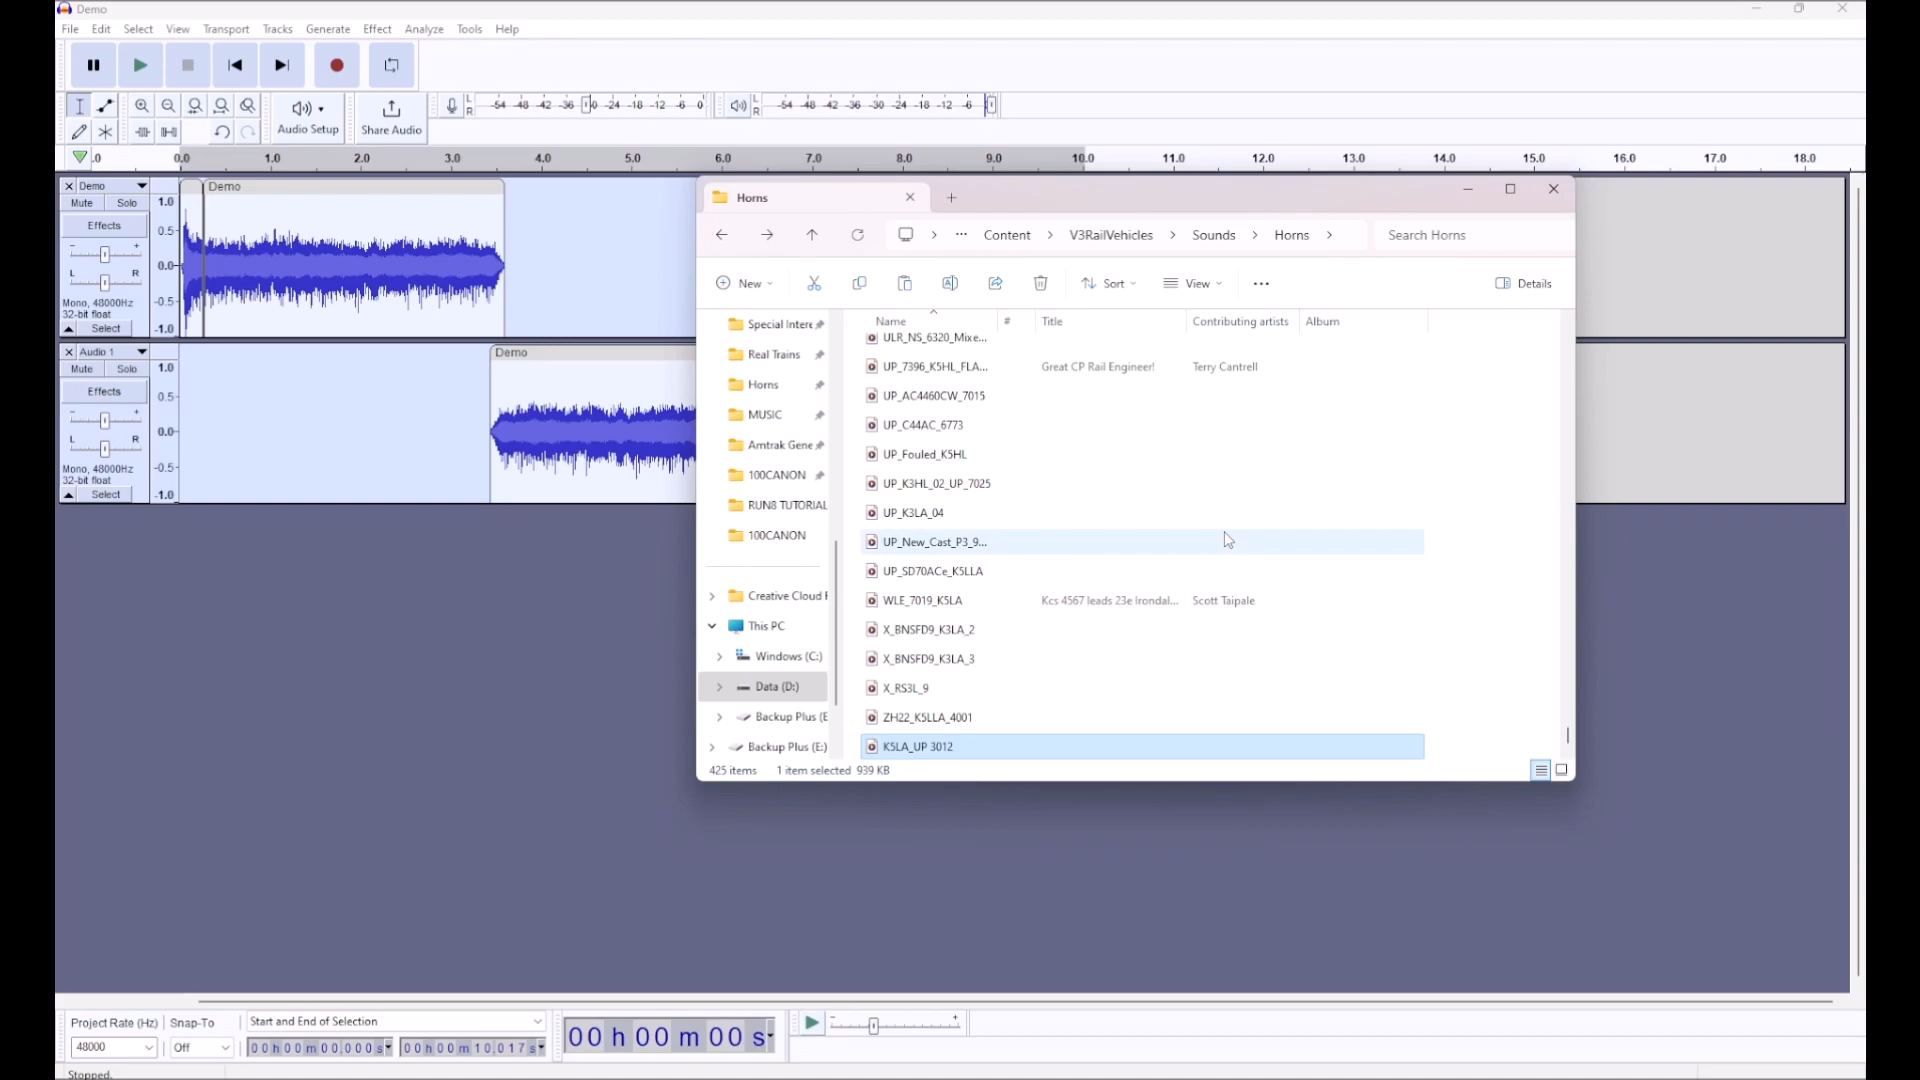 Demo
File Edit Select View Transport Tracks Generate Effect Analyze Tools Help
Audio Setup
Share Audio
L
R
-54 -48 -42 -36 -30 -24 -18 -12 -6 0
L
R
-54 -48 -42 -36 -30 -24 -18 -12 -6
.0 0.0 1.0 2.0 3.0 4.0 5.0 6.0 7.0 8.0 9.0 10.0 11.0 12.0 13.0 14.0 15.0 16.0 17.0 18.0
Demo
Mute Solo
Effects
- +
L R
Mono, 48000Hz
32-bit float
Select
1.0
0.5
0.0
-0.5
-1.0
Demo
Audio 1
Mute Solo
Effects
- +
L R
Mono, 48000Hz
32-bit float
Select
1.0
0.5
0.0
-0.5
-1.0
Demo
Horns
Content > V3RailVehicles > Sounds > Horns >
Search Horns
New
Sort
View
Details
Special Intere
Real Trains
Horns
MUSIC
Amtrak Gene
100CANON
RUN8 TUTORIAL
100CANON
Creative Cloud F
This PC
Windows (C:)
Data (D:)
Backup Plus (E
Backup Plus (E:)
Name # Title Contributing artists Album
ULR_NS_6320_Mixe...
UP_7396_K5HL_FLA... Great CP Rail Engineer! Terry Cantrell
UP_AC4460CW_7015
UP_C44AC_6773
UP_Fouled_K5HL
UP_K3HL_02_UP_7025
UP_K3LA_04
UP_New_Cast_P3_9...
UP_SD70ACe_K5LLA
WLE_7019_K5LA Kcs 4567 leads 23e Irondal... Scott Taipale
X_BNSFD9_K3LA_2
X_BNSFD9_K3LA_3
X_RS3L_9
ZH22_K5LLA_4001
K5LA_UP 3012
425 items 1 item selected 939 KB
Project Rate (Hz) Snap-To
48000 Off
Start and End of Selection
00 h 00 m 00,000 s 00 h 00 m 10,017 s
00 h 00 m 00 s
- +
Stopped.